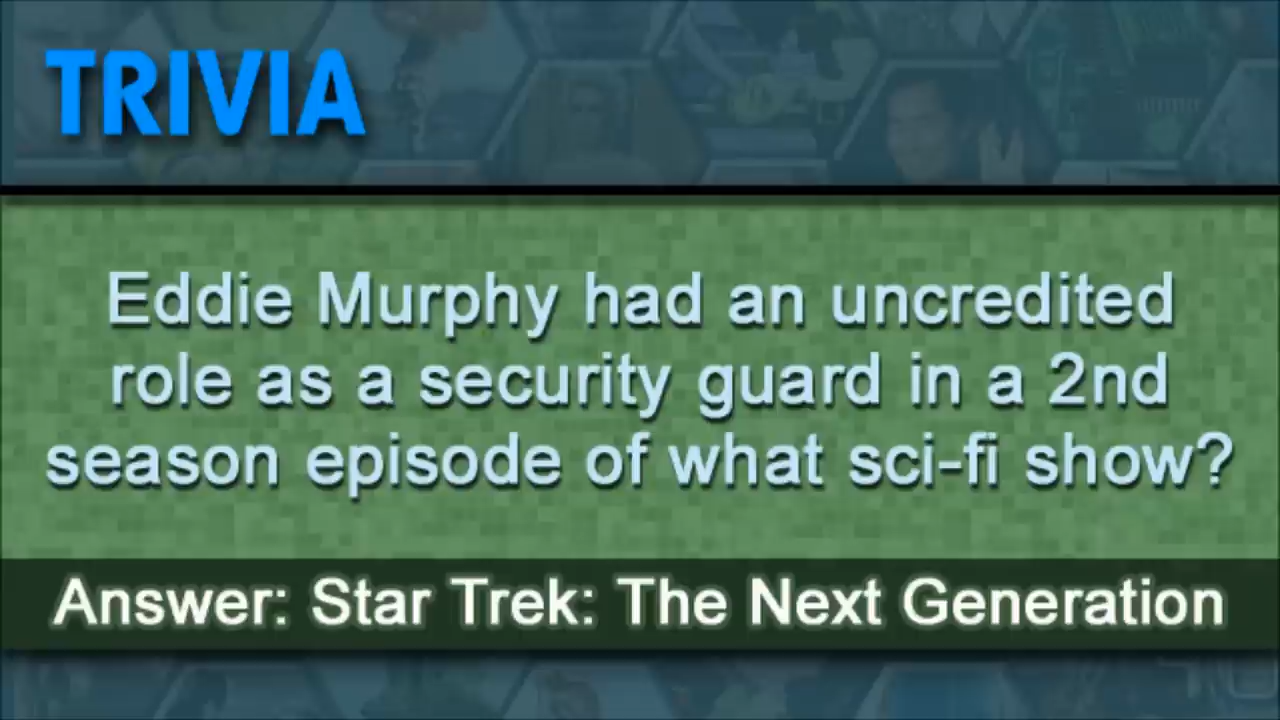 TRIVIA
Eddie Murphy had an uncredited
role as a security guard in a 2nd
season episode of what sci-fi show?
Answer: Star Trek: The Next Generation